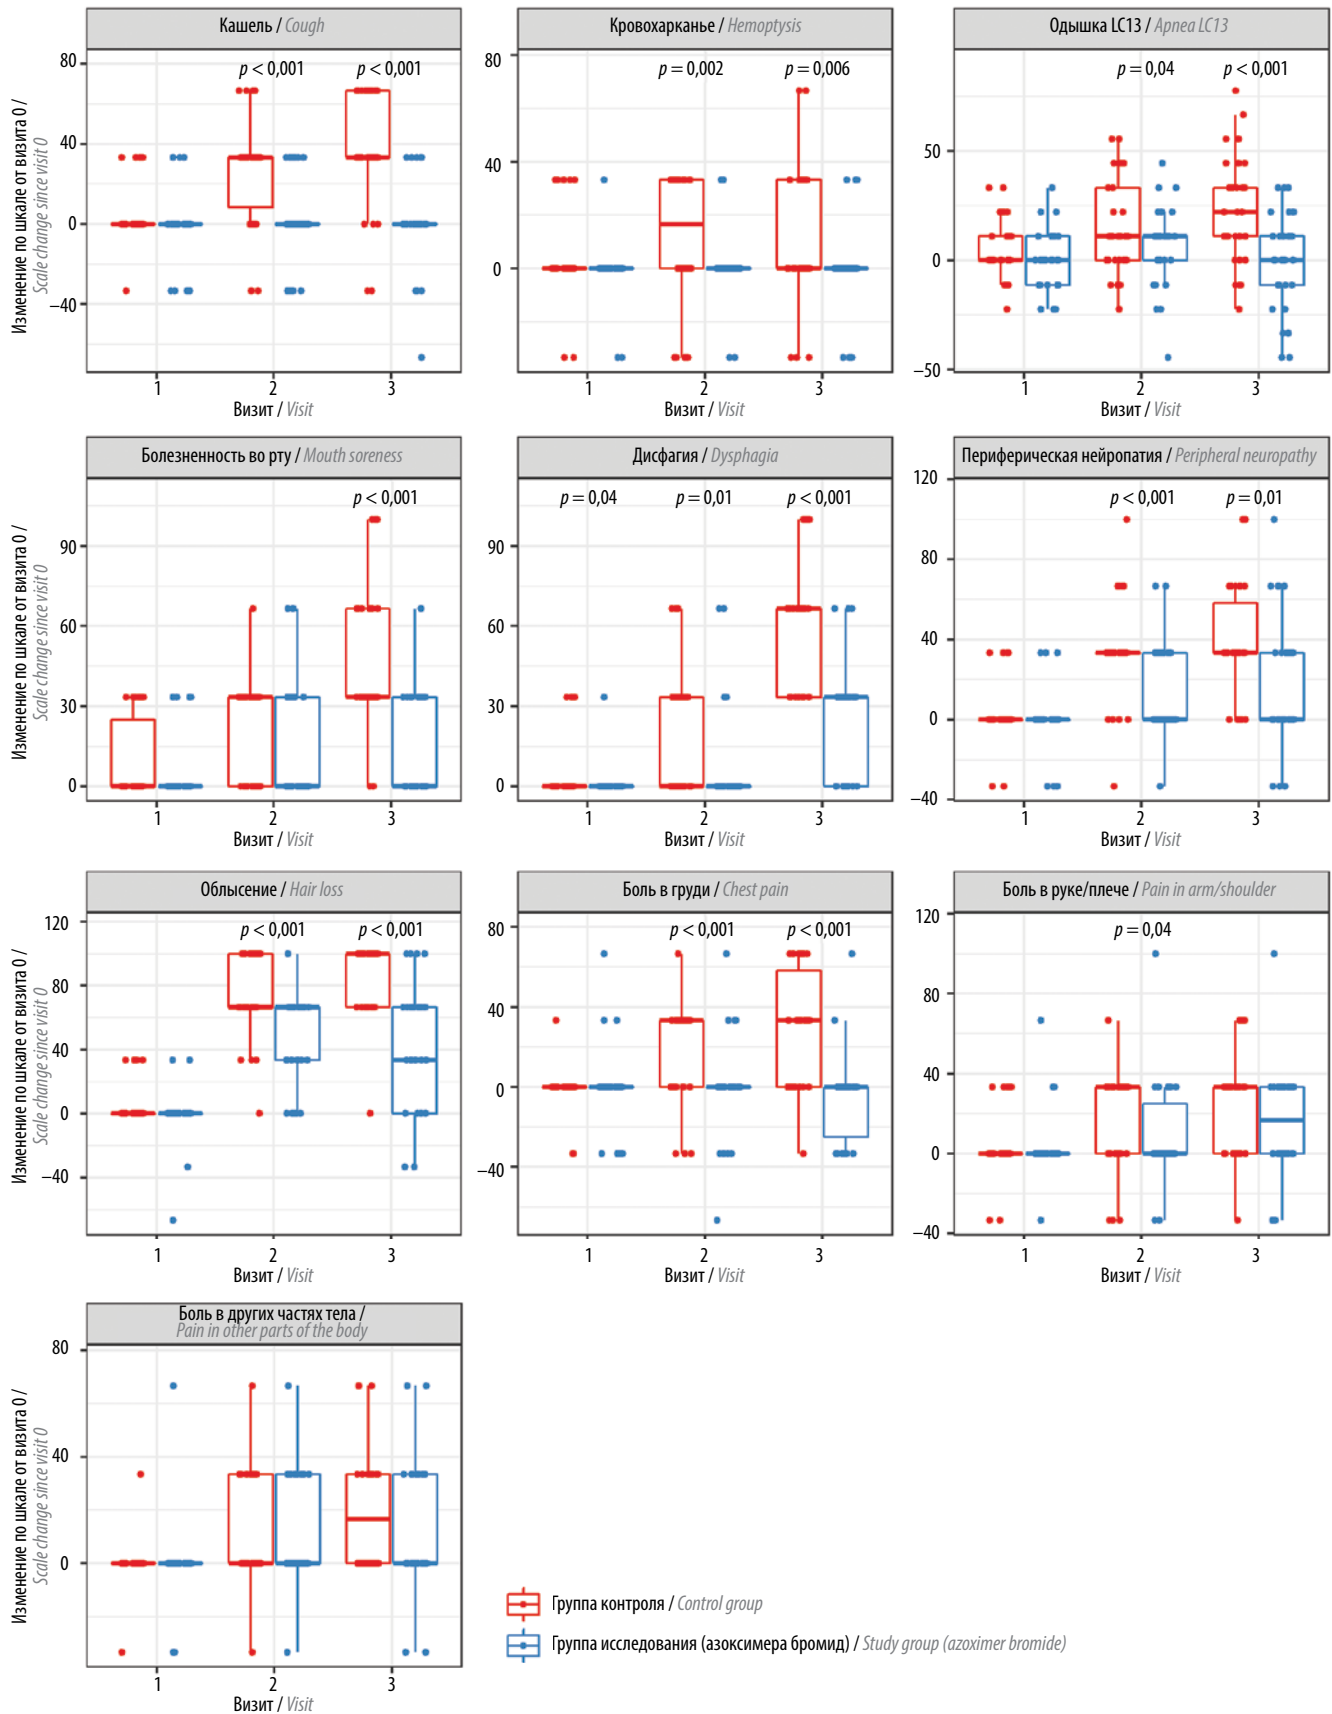 Кашель / Cough
Кровохарканье / Hemoptysis
Одышка LC13 / Apnea LC13
Изменение по шкале от визита 0 /
Scale change since visit 0
80
40
0
–40
p < 0,001
p < 0,001
1
2
3
Визит / Visit
80
40
0
p = 0,002
p = 0,006
1
2
3
Визит / Visit
50
0
–50
p = 0,04
p < 0,001
1
2
3
Визит / Visit
Болезненность во рту / Mouth soreness
Дисфагия / Dysphagia
Периферическая нейропатия / Peripheral neuropathy
Изменение по шкале от визита 0 /
Scale change since visit 0
90
60
30
0
p < 0,001
1
2
3
Визит / Visit
90
60
30
0
p = 0,04
p = 0,01
p < 0,001
1
2
3
Визит / Visit
120
80
40
0
–40
p < 0,001
p = 0,01
1
2
3
Визит / Visit
Облысение / Hair loss
Боль в груди / Chest pain
Боль в руке/плече / Pain in arm/shoulder
Изменение по шкале от визита 0 /
Scale change since visit 0
120
80
40
0
–40
p < 0,001
p < 0,001
1
2
3
Визит / Visit
80
40
0
–40
p < 0,001
p < 0,001
1
2
3
Визит / Visit
120
80
40
0
–40
p = 0,04
1
2
3
Визит / Visit
Боль в других частях тела /
Pain in other parts of the body
Изменение по шкале от визита 0 /
Scale change since visit 0
80
40
0
1
2
3
Визит / Visit
Группа контроля / Control group
Группа исследования (азоксимера бромид) / Study group (azoximer bromide)